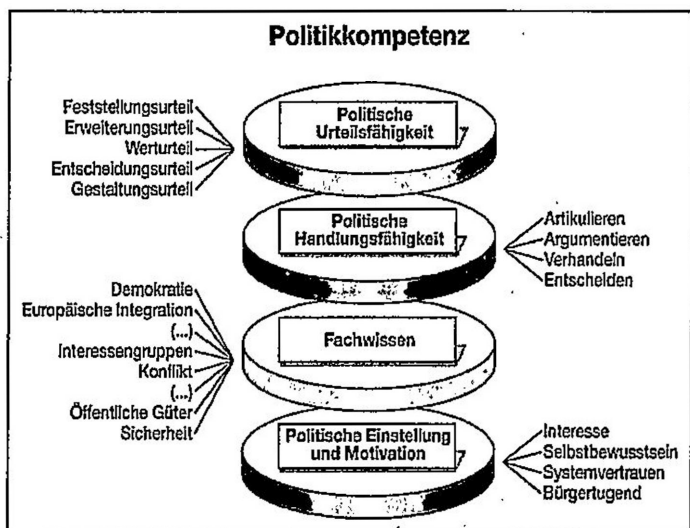 Politikkompetenz
Feststellungsurteil
Erweiterungsurteil
Werturteil
Entscheidungsurteil
Gestaltungsurteil
Politische
Urteilsfähigkeit
Politische
Handlungsfähigkeit
Artikulieren
Argumentieren
Verhandeln
Entscheiden
Demokratie
Europäische Integration
(...)
Interessengruppen
Konflikt
(...)
Öffentliche Güter
Sicherheit
Fachwissen
Politische Einstellung
und Motivation
Interesse
Selbstbewusstsein
Systemvertrauen
Bürgertugend